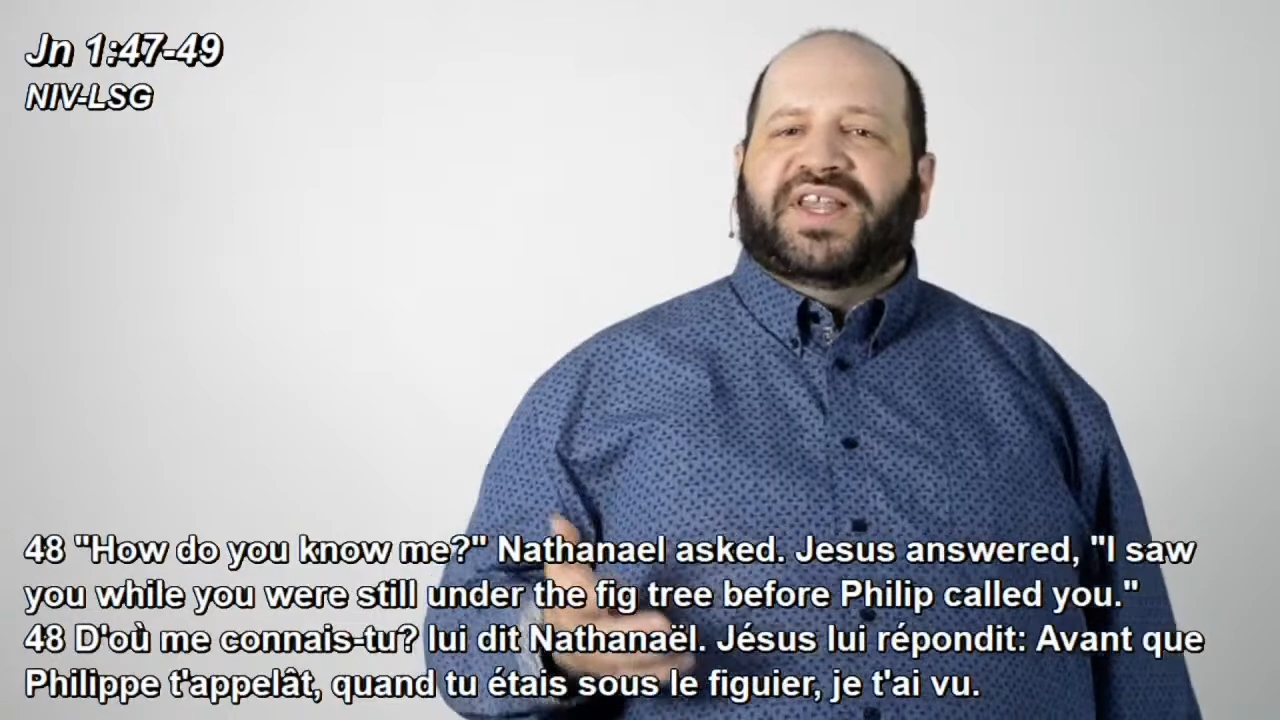 Jn 1:47-49
NIV-LSG
48 "How do you know me?" Nathanael asked. Jesus answered, "I saw
you while you were still under the fig tree before Philip called you."
48 D'où me connais-tu? lui dit Nathanaël. Jésus lui répondit: Avant que
Philippe t'appelât, quand tu étais sous le figuier, je t'ai vu.